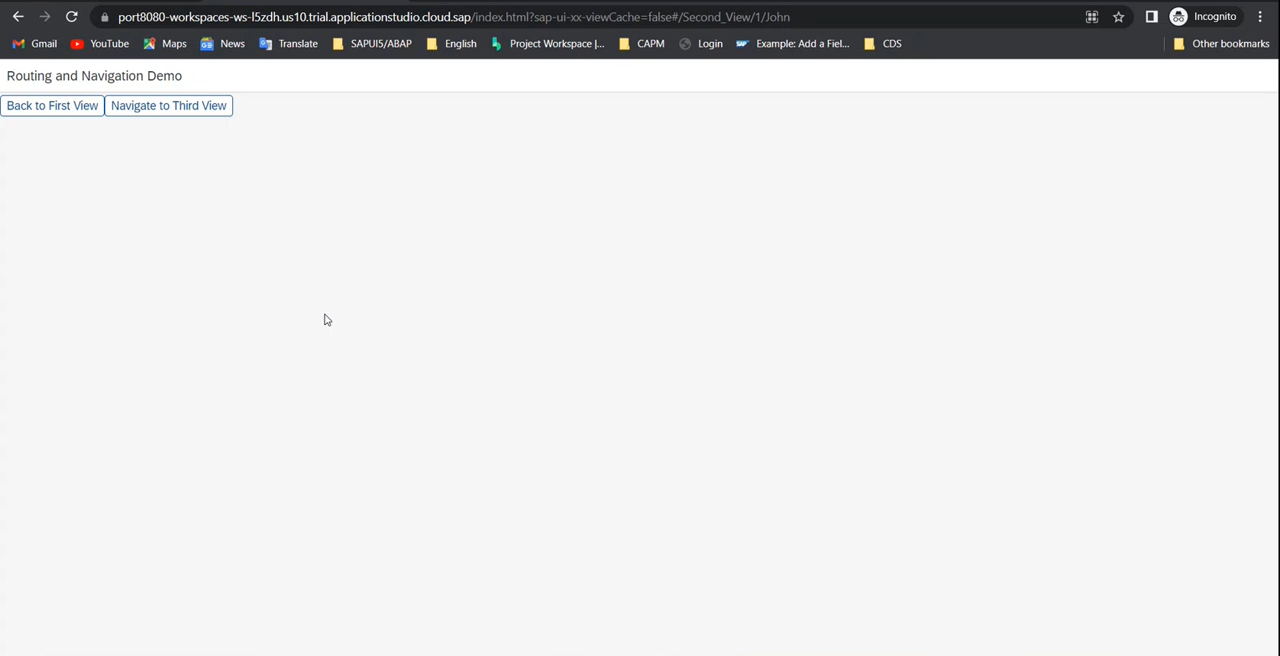 port8080-workspaces-ws-l5zdh.us10.trial.applicationstudio.cloud.sap/index.html?sap-ui-xx-viewCache=false#/Second_View/1/John Incognito
Gmail YouTube Maps News Translate SAPUI5/ABAP English Project Workspace |... CAPM Login Example: Add a Fiel... CDS Other bookmarks
Routing and Navigation Demo
Back to First View Navigate to Third View